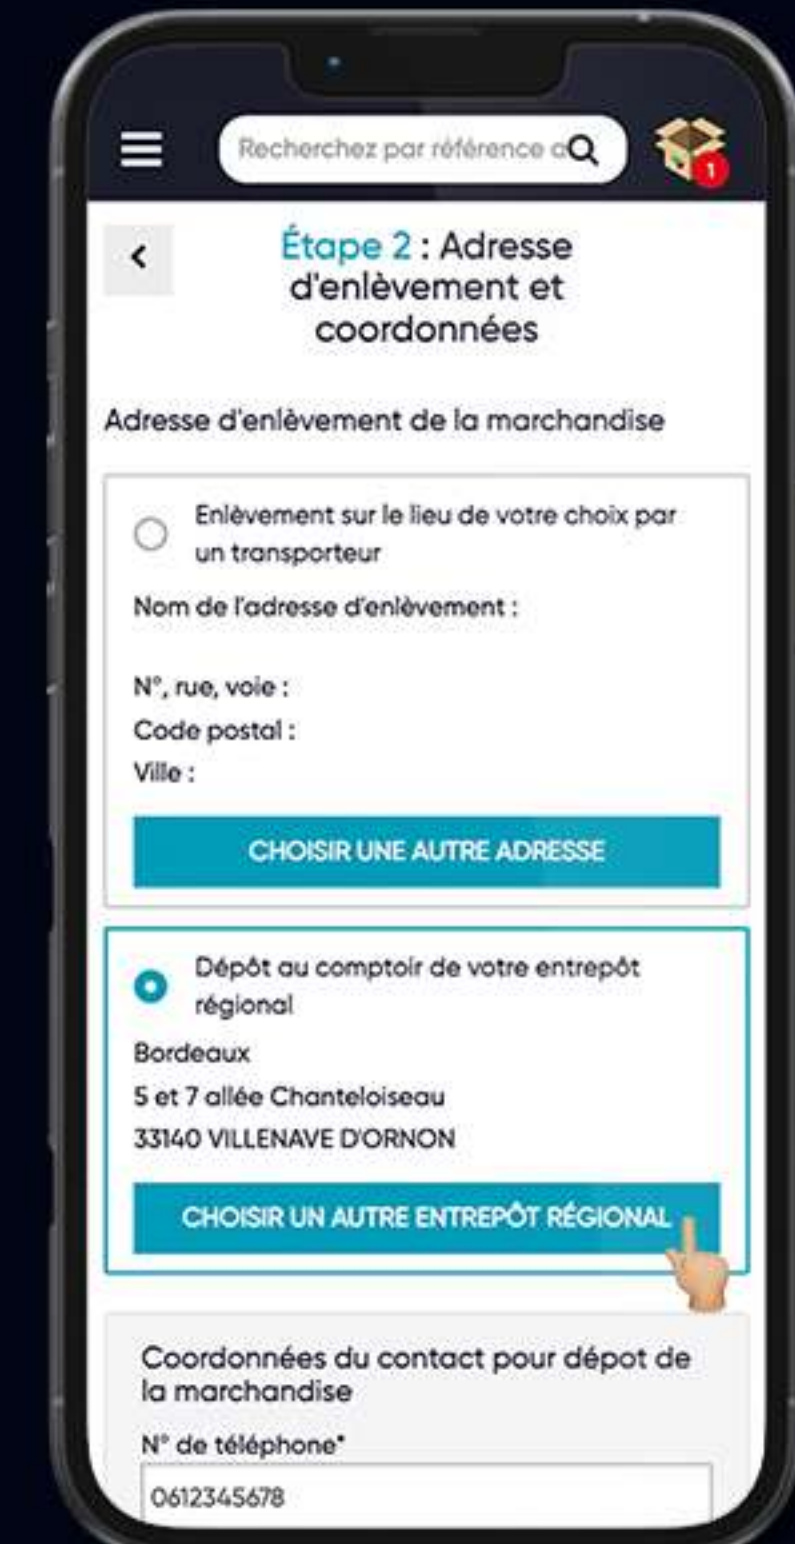 Recherchez par référence o
1
Étape 2 : Adresse
d'enlèvement et
coordonnées
Adresse d'enlèvement de la marchandise
Enlèvement sur le lieu de votre choix par
un transporteur
Nom de l'adresse d'enlèvement :
N°, rue, voie :
Code postal :
Ville :
CHOISIR UNE AUTRE ADRESSE
Dépôt au comptoir de votre entrepôt
régional
Bordeaux
5 et 7 allée Chanteloiseau
33140 VILLENAVE D'ORNON
CHOISIR UN AUTRE ENTREPÔT RÉGIONAL
Coordonnées du contact pour dépot de
la marchandise
N° de téléphone*
0612345678